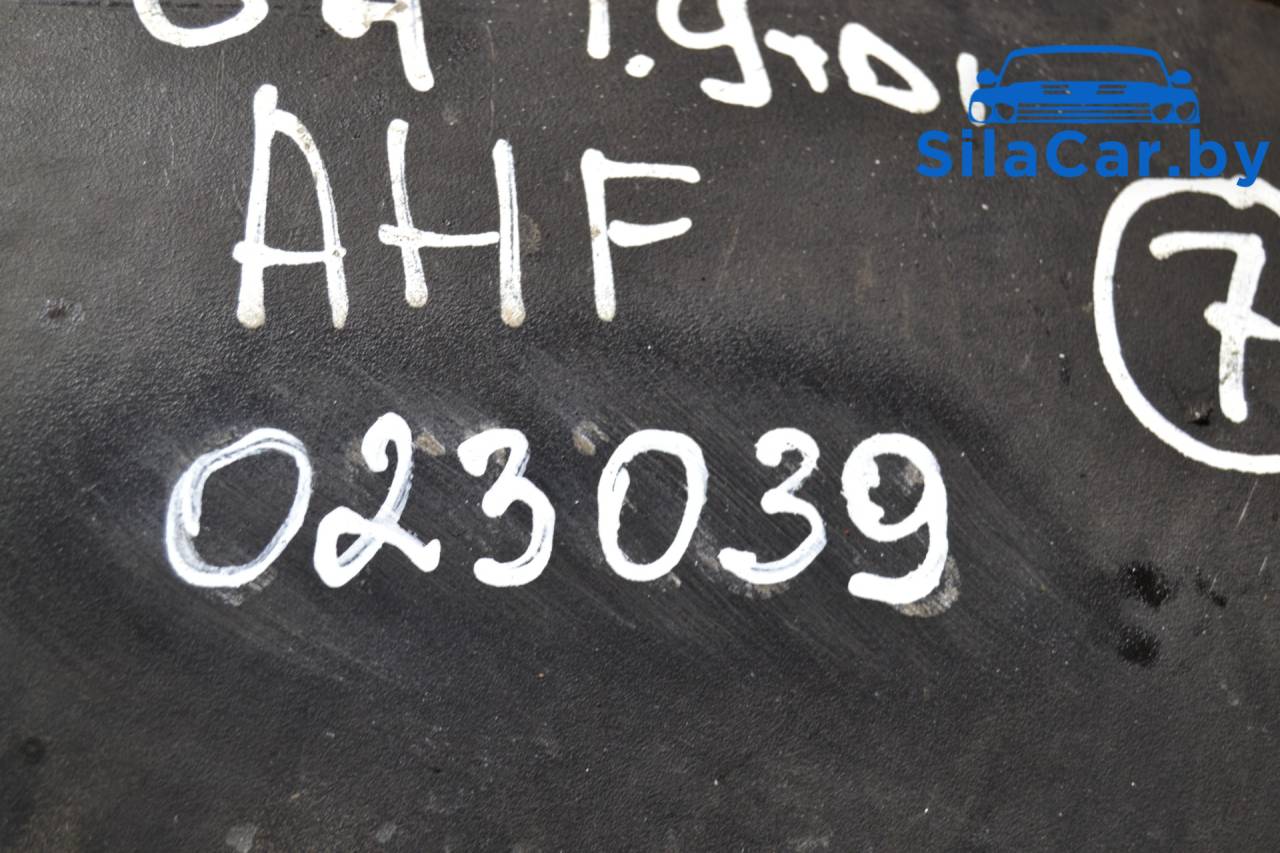 1.9TDI
SilaCar.by
AHF
7
023039